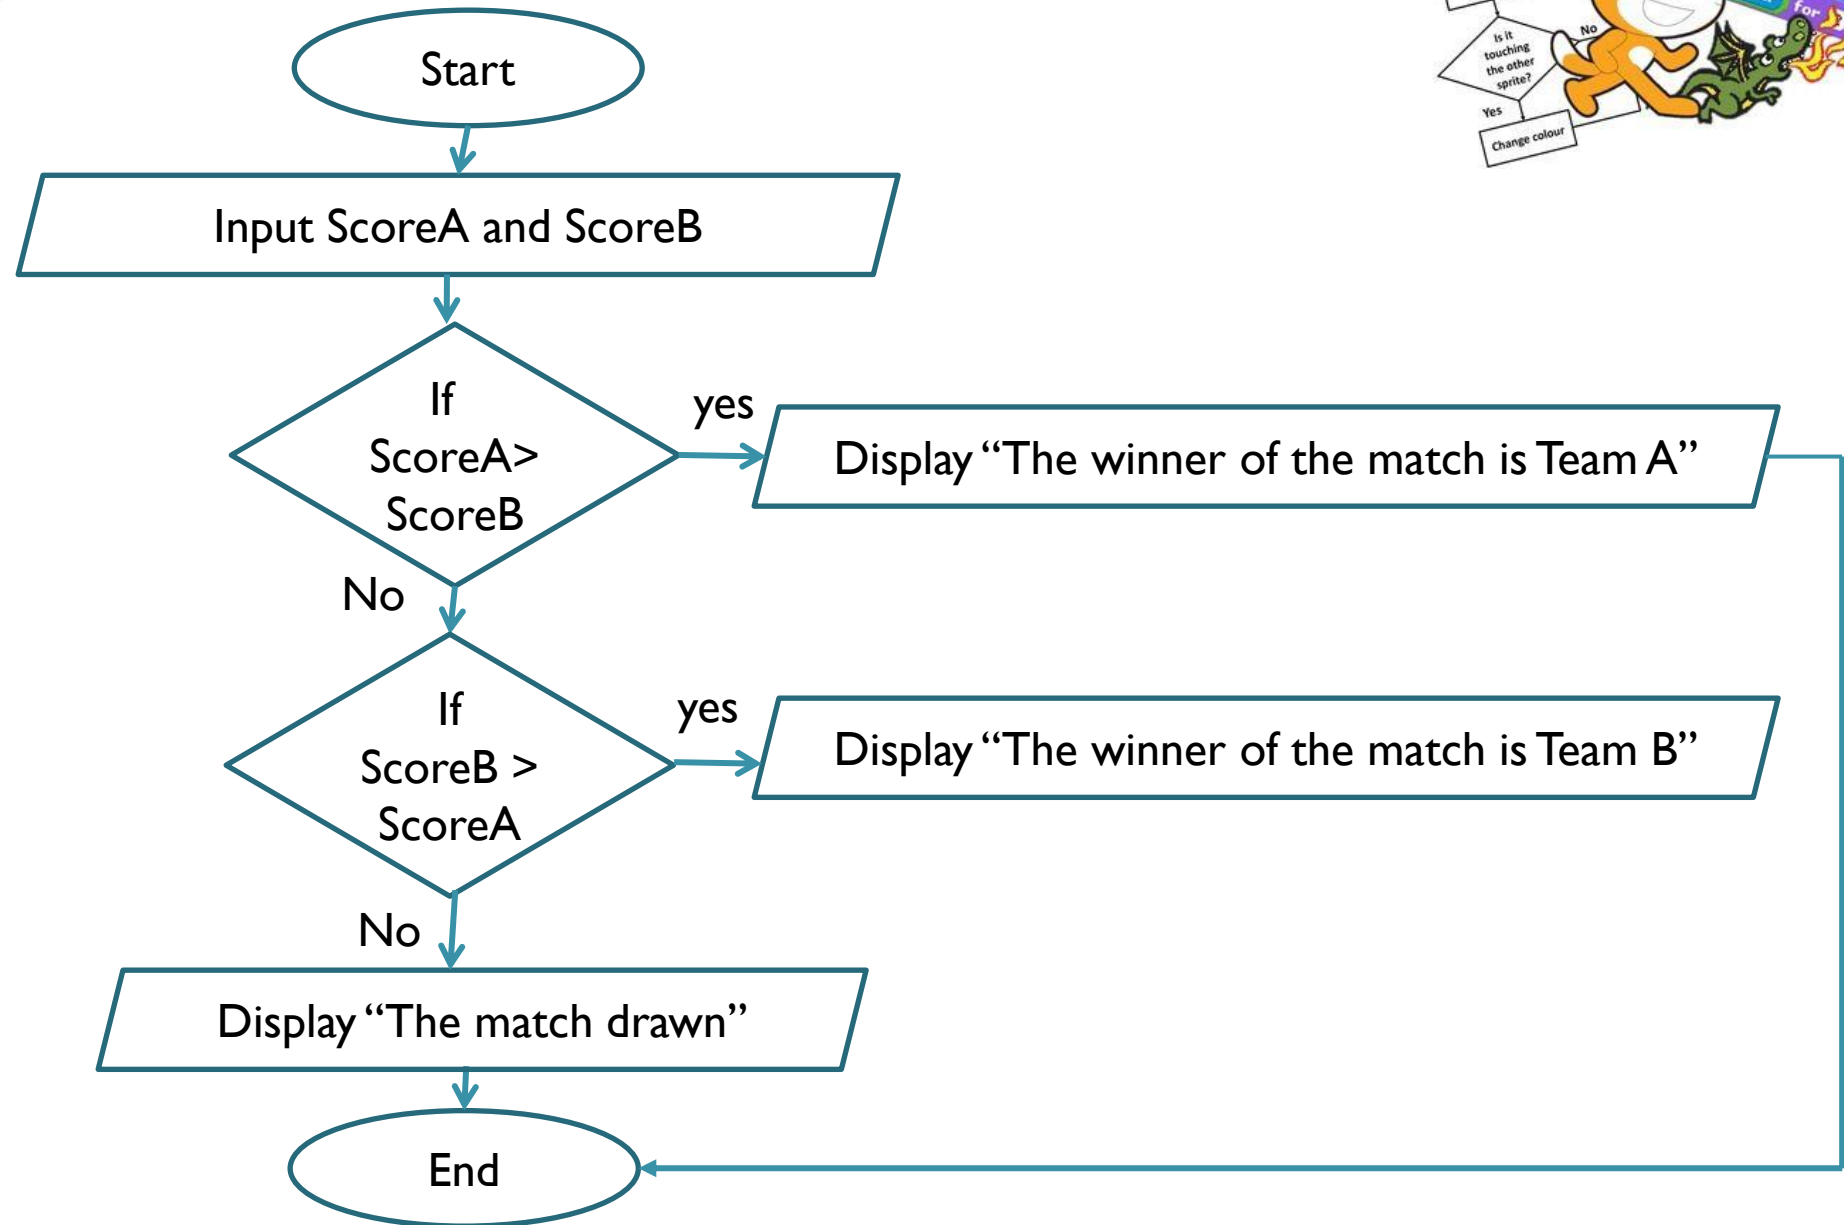 Start
Input ScoreA and ScoreB
If
ScoreA>
ScoreB
yes
Display “The winner of the match is Team A”
No
If
ScoreB >
ScoreA
yes
Display “The winner of the match is Team B”
No
Display “The match drawn”
End
Is it
touching
the other
sprite?
No
Yes
Change colour
for